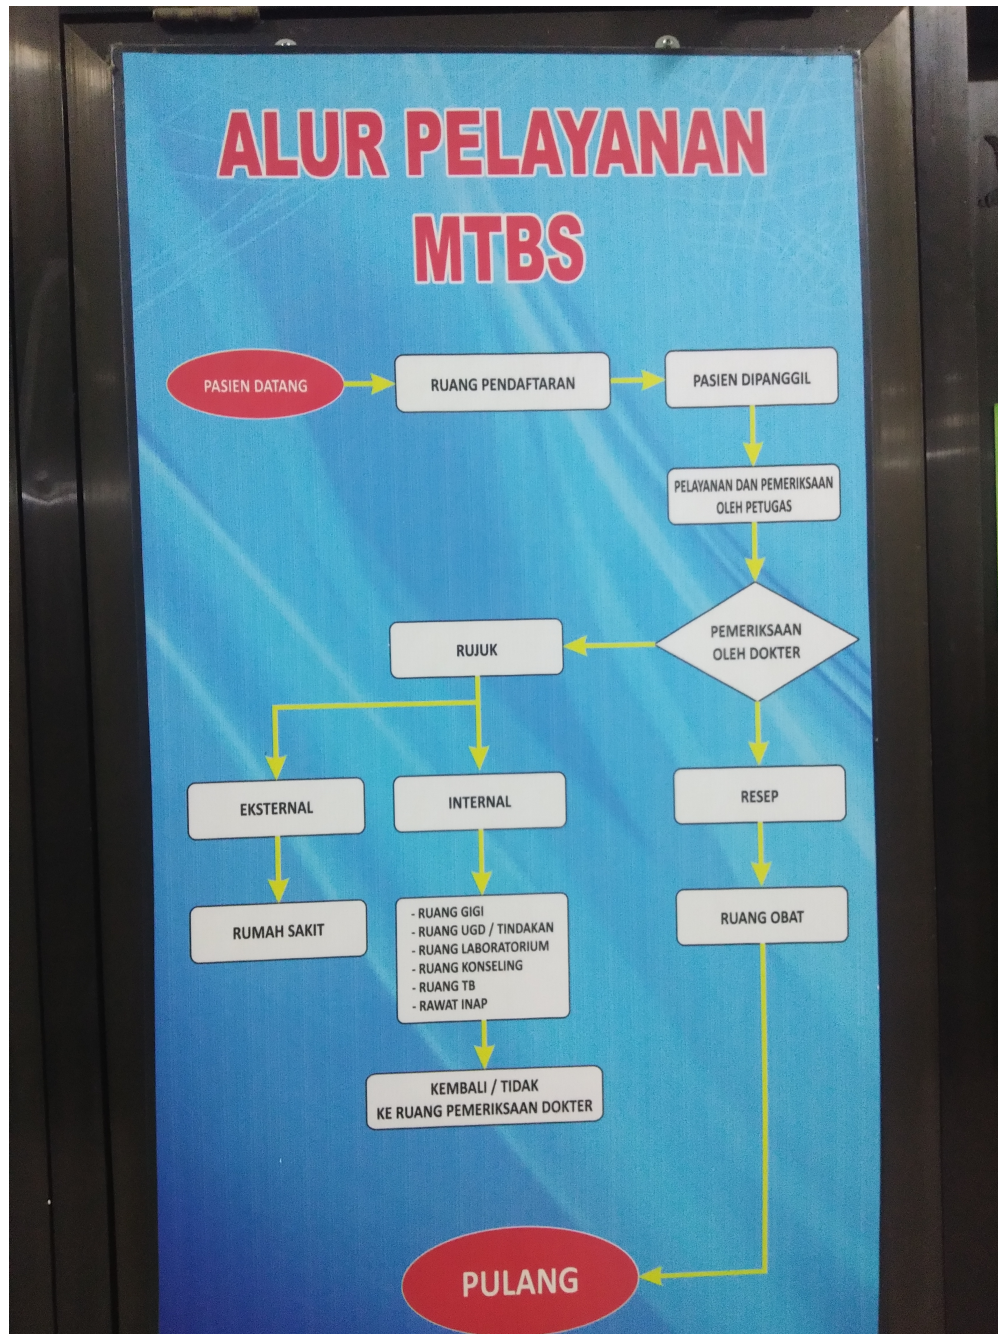 ALUR PELAYANAN
MTBS
PASIEN DATANG
RUANG PENDAFTARAN
PASIEN DIPANGGIL
PELAYANAN DAN PEMERIKSAAN
OLEH PETUGAS
PEMERIKSAAN
OLEH DOKTER
RUJUK
EKSTERNAL
INTERNAL
RESEP
RUMAH SAKIT
- RUANG GIGI
- RUANG UGD / TINDAKAN
- RUANG LABORATORIUM
- RUANG KONSELING
- RUANG TB
- RAWAT INAP
RUANG OBAT
KEMBALI / TIDAK
KE RUANG PEMERIKSAAN DOKTER
PULANG